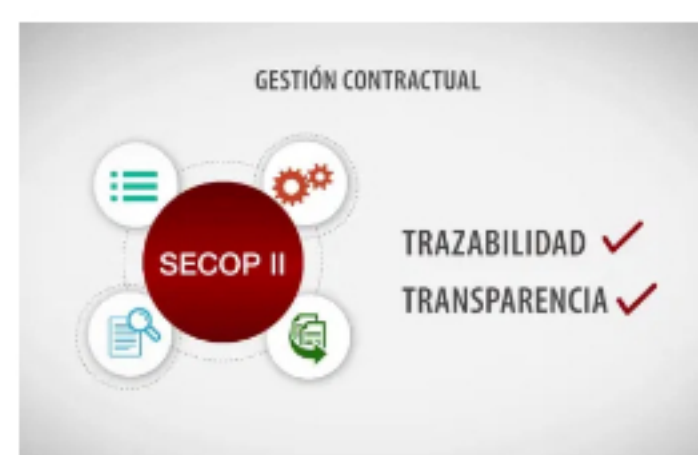 GESTIÓN CONTRACTUAL
SECOP II
TRAZABILIDAD
TRANSPARENCIA